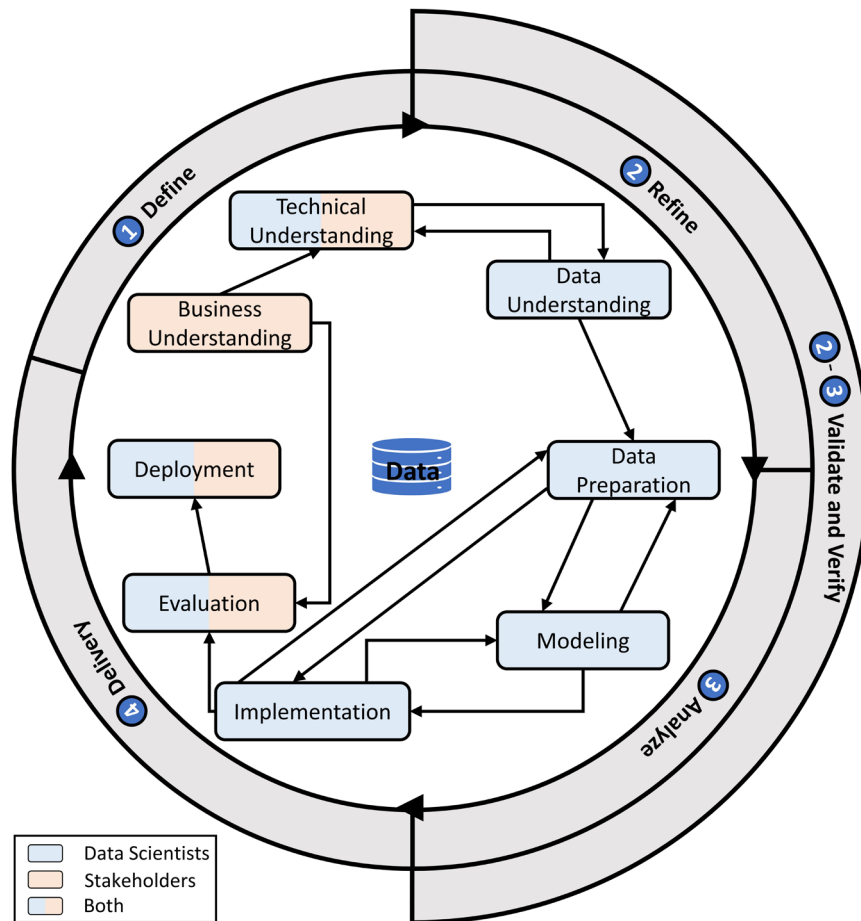 1 Define
2 Refine
2 - 3 Validate and Verify
3 Analyze
4 Delivery
Technical
Understanding
Data
Understanding
Business
Understanding
Data
Data
Preparation
Deployment
Evaluation
Modeling
Implementation
Data Scientists
Stakeholders
Both